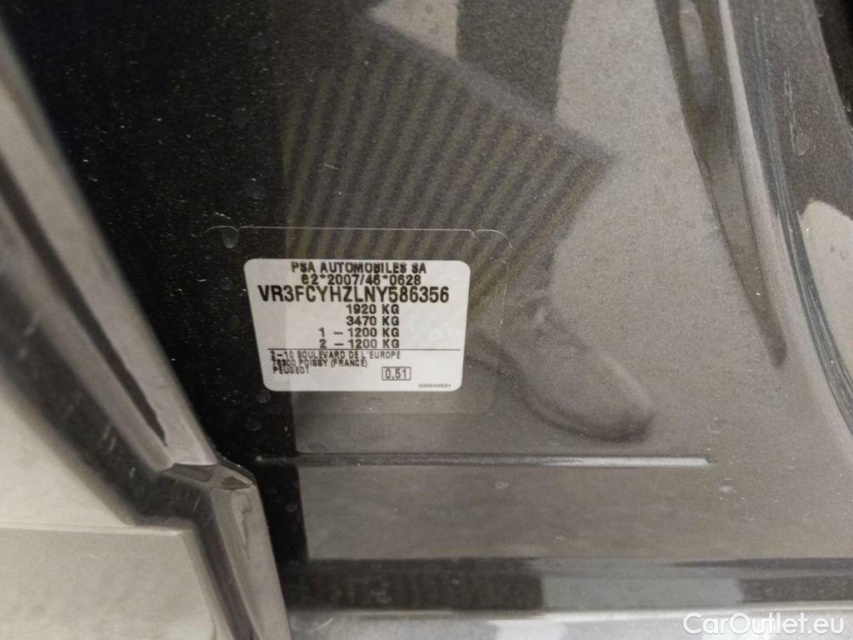 PSA AUTOMOBILES SA
e2*2007/46*0628
VR3FCYHZLNY586356
1920 KG
3470 KG
1 - 1200 KG
2 - 1200 KG
2-10 BOULEVARD DE L'EUROPE
78300 POISSY (FRANCE)
PEUGEOT
0.51
CarOutlet.eu